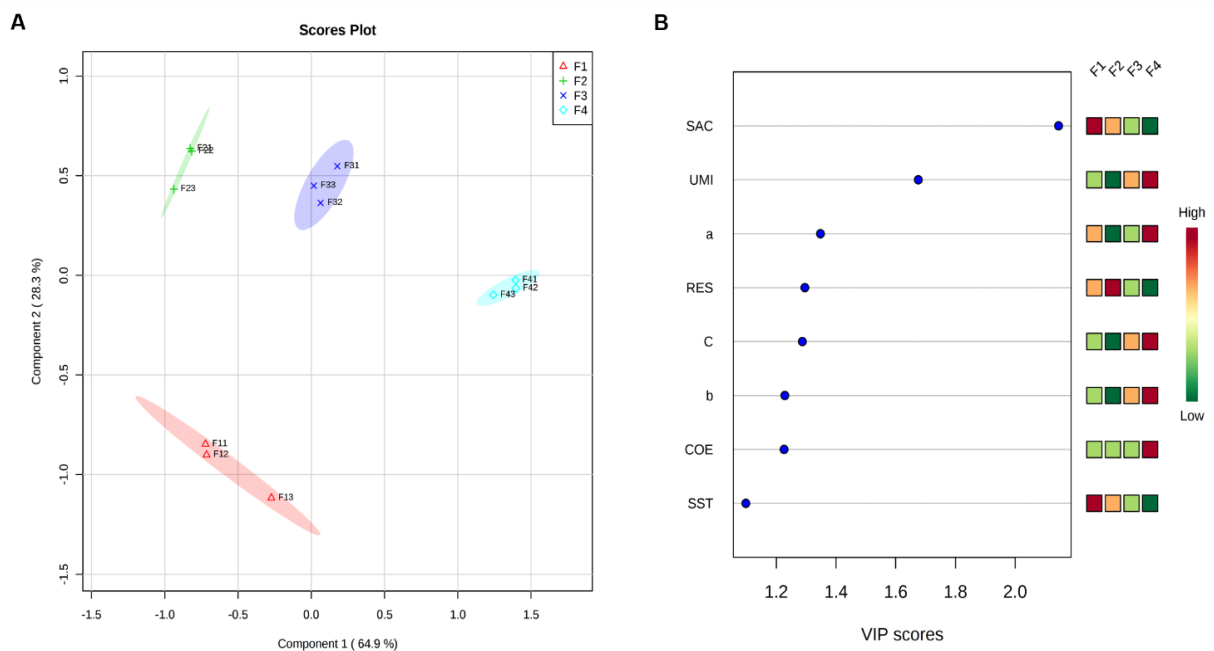 A
Scores Plot
Component 2 ( 28.3 %)
1.0
0.5
0.0
-0.5
-1.0
-1.5
F1
F2
F3
F4
F21
F22
F23
F31
F33
F32
F41
F42
F43
F11
F12
F13
-1.5 -1.0 -0.5 0.0 0.5 1.0 1.5
Component 1 ( 64.9 %)
B
F1 F2 F3 F4
SAC
UMI
a
RES
C
b
COE
SST
High
Low
1.2 1.4 1.6 1.8 2.0
VIP scores